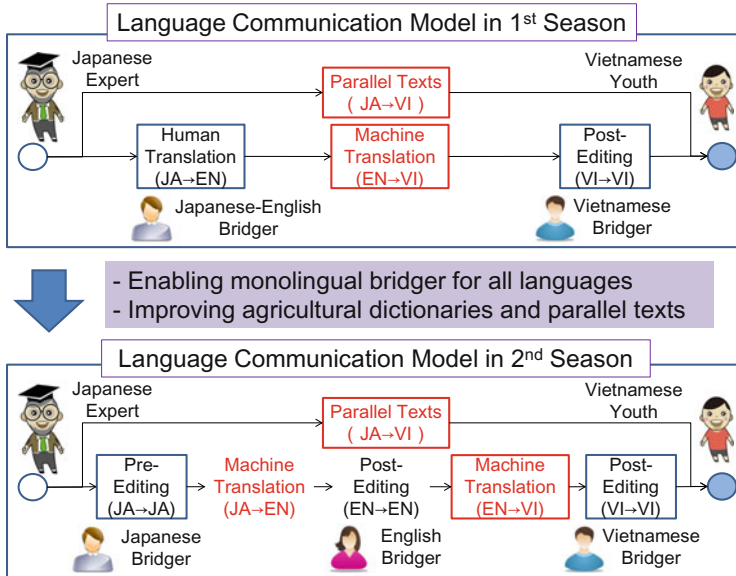 Language Communication Model in 1st Season
Japanese
Expert
Vietnamese
Youth
Parallel Texts
( JA→VI )
Human
Translation
(JA→EN)
Machine
Translation
(EN→VI)
Post-
Editing
(VI→VI)
Japanese-English
Bridger
Vietnamese
Bridger
- Enabling monolingual bridger for all languages
- Improving agricultural dictionaries and parallel texts
Language Communication Model in 2nd Season
Japanese
Expert
Vietnamese
Youth
Parallel Texts
( JA→VI )
Pre-
Editing
(JA→JA)
Machine
Translation
(JA→EN)
Post-
Editing
(EN→EN)
Machine
Translation
(EN→VI)
Post-
Editing
(VI→VI)
Japanese
Bridger
English
Bridger
Vietnamese
Bridger